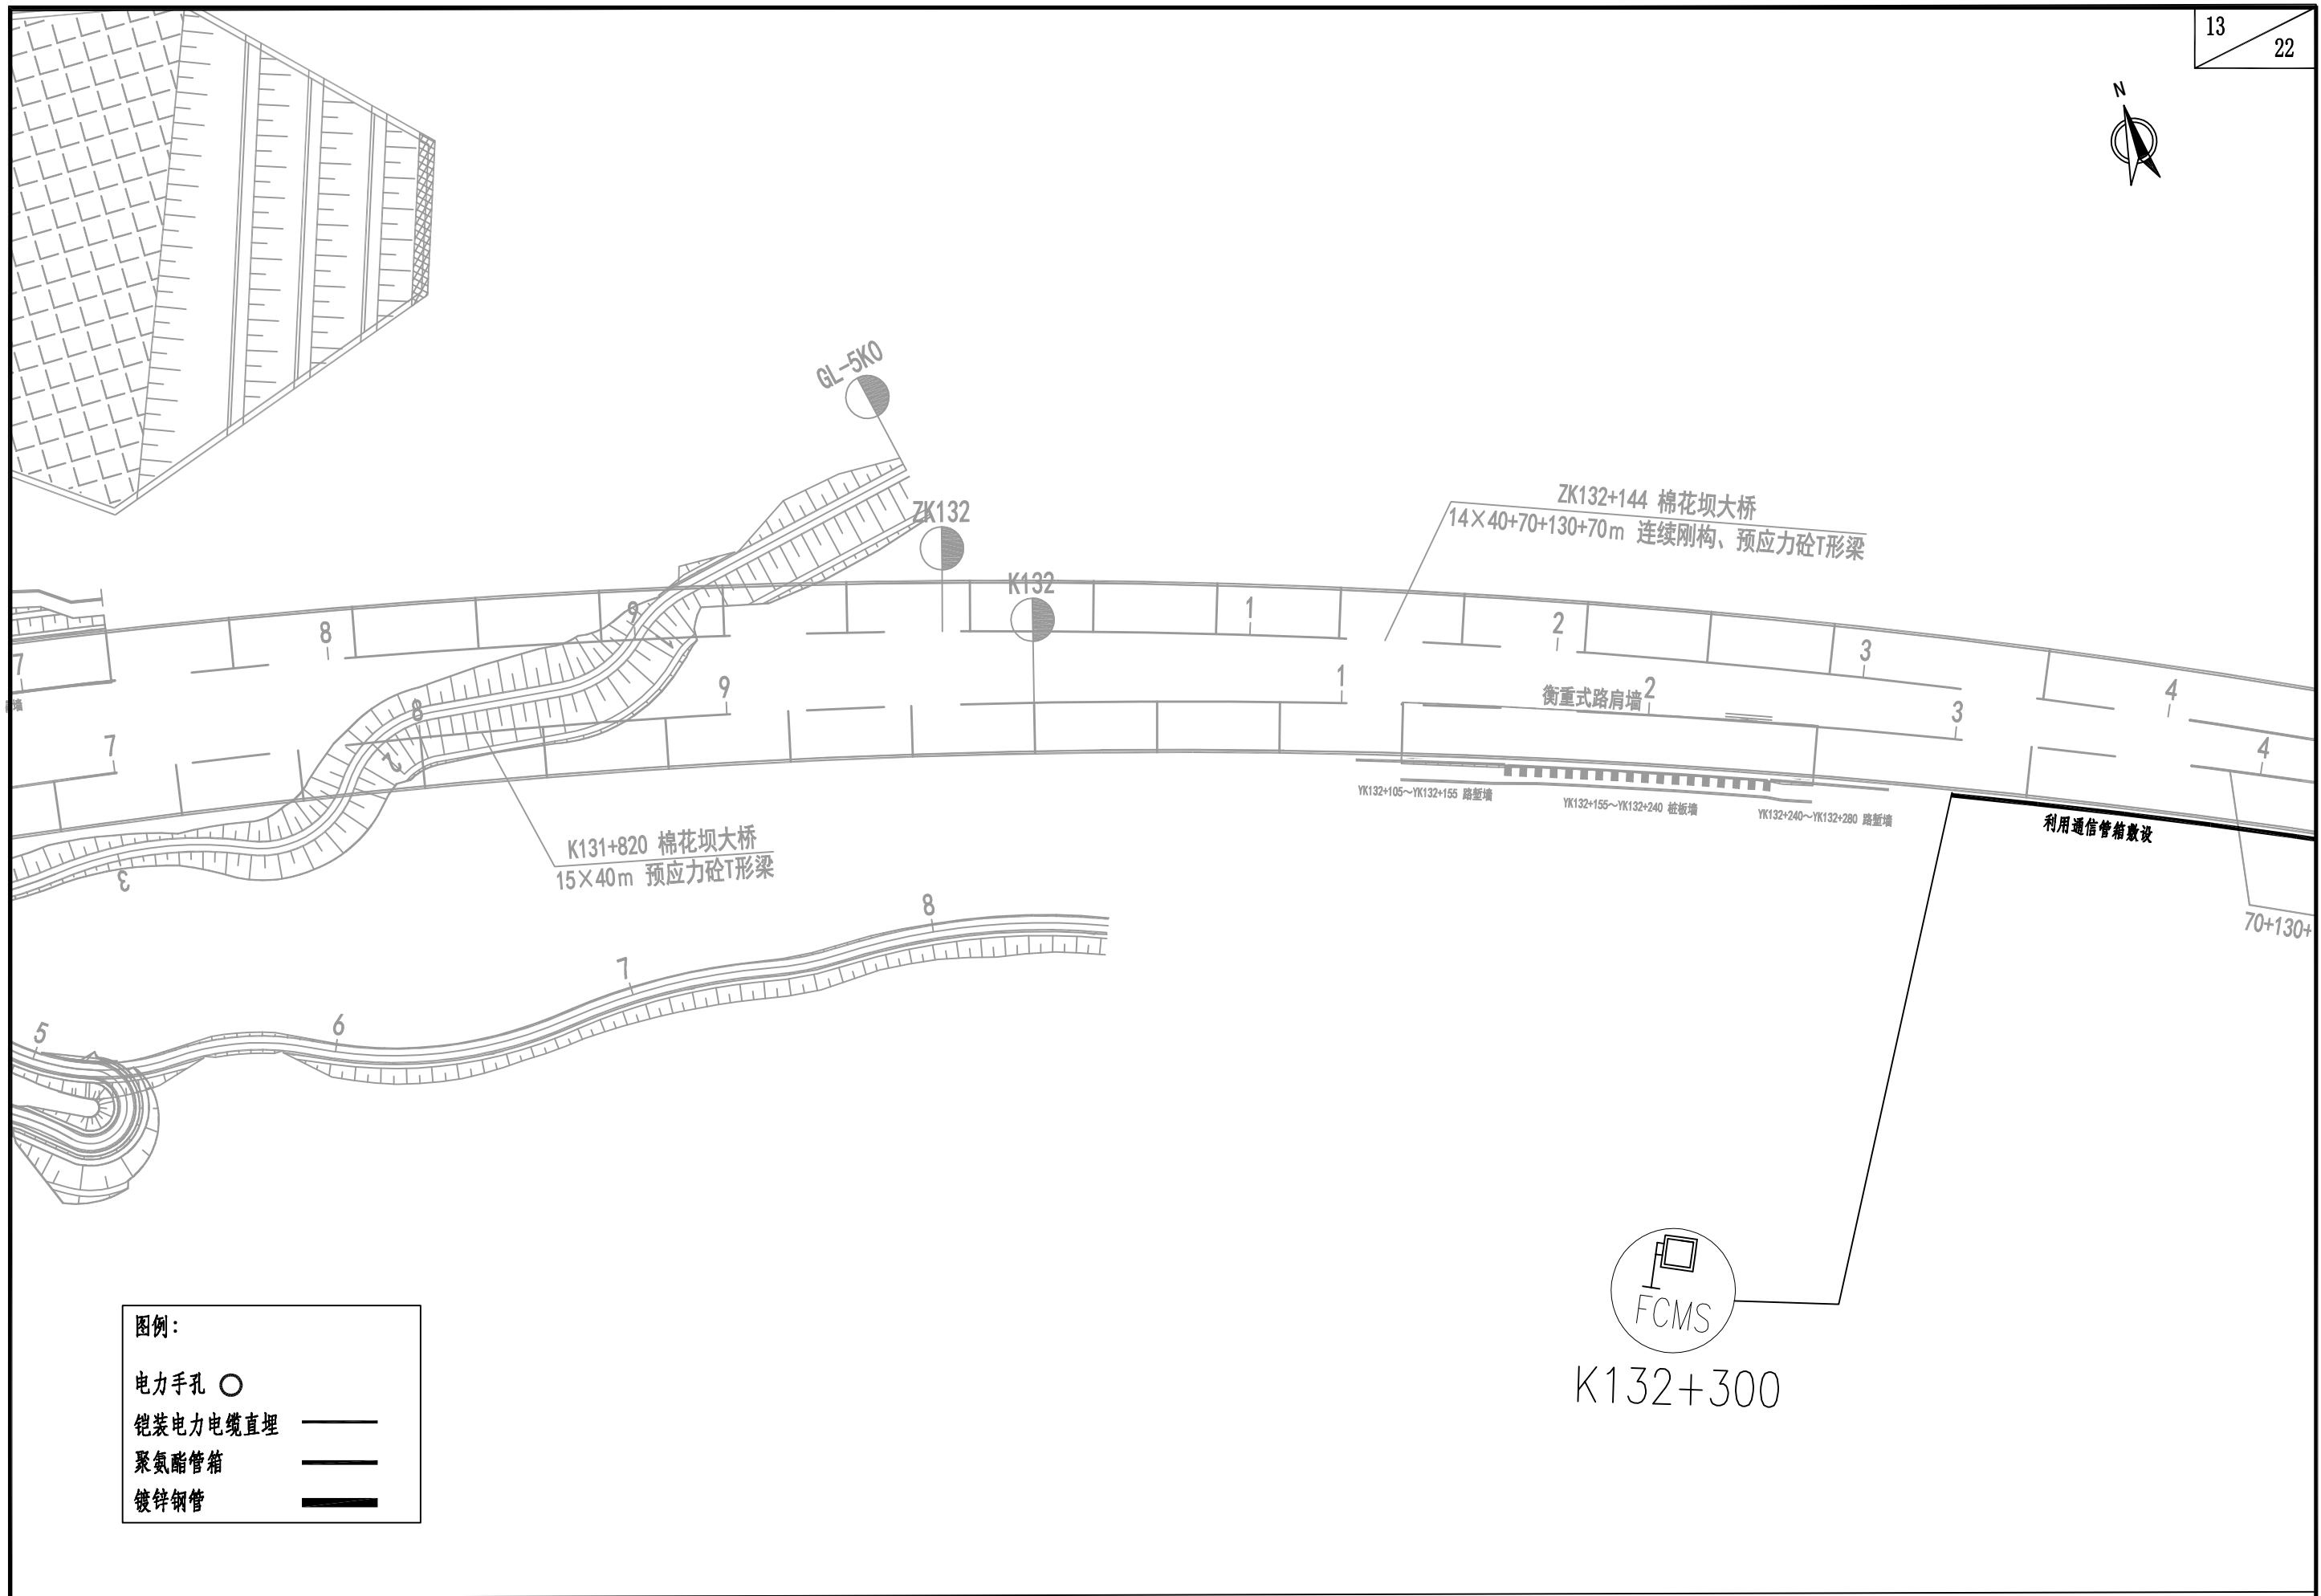 13
22
N
GL-5K0
ZK132
K132
ZK132+144 棉花坝大桥
14×40+70+130+70m 连续刚构、预应力砼T形梁
7
8
9
1
2
3
4
1
8
2
3
7
9
1
衡重式路肩墙
2
3
4
YK132+105～YK132+155 路堑墙
YK132+155～YK132+240 桩板墙
YK132+240～YK132+280 路堑墙
利用通信管箱敷设
K131+820 棉花坝大桥
15×40m 预应力砼T形梁
70+130+
5
6
7
8
FCMS
K132+300
图例：
电力手孔
铠装电力电缆直埋
聚氨酯管箱
镀锌钢管